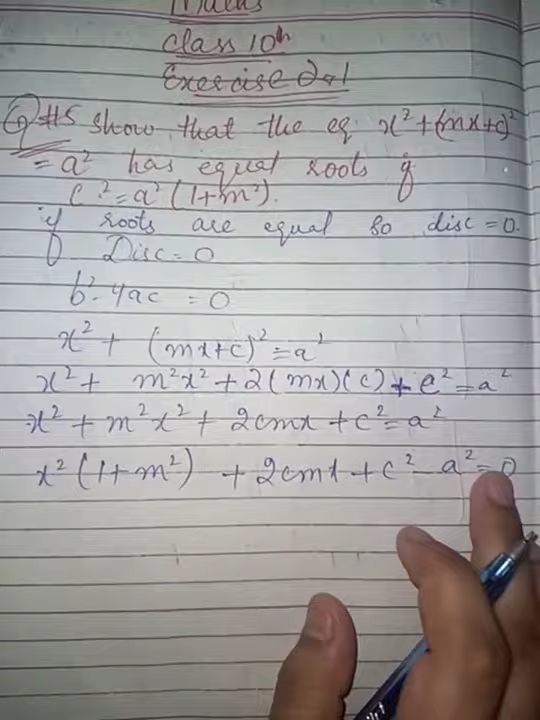 Maths
Class 10th
Exercise 2.1
Q #5 show that the eq x² + (mx+c)²
= a² has equal roots if
c² = a² (1+m²).
if roots are equal so disc = 0.
Disc = 0
b² - 4ac = 0
x² + (mx+c)² = a²
x² + m²x² + 2(mx)(c) + c² = a²
x² + m²x² + 2cmx + c² = a²
x² (1+m²) + 2cmx + c² - a² = 0